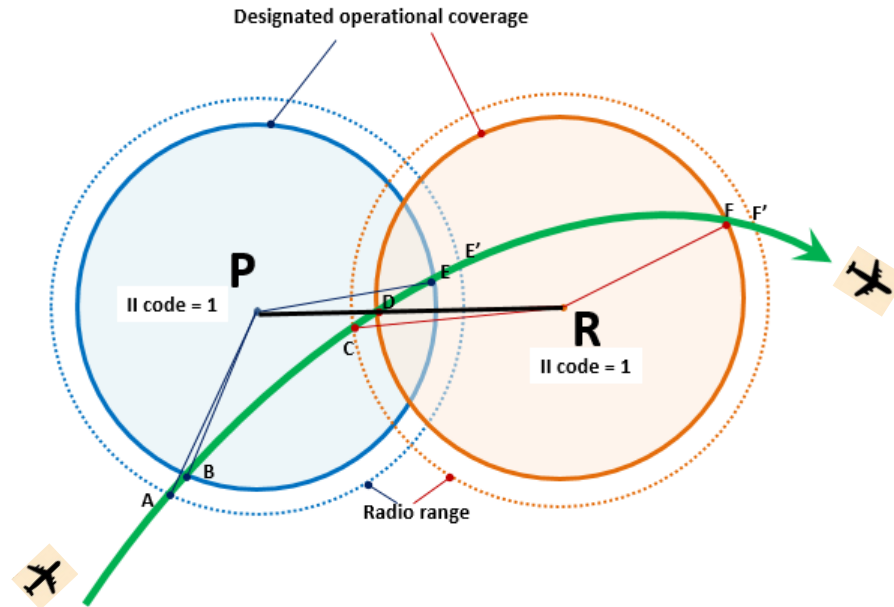 Designated operational coverage
P
II code = 1
R
II code = 1
A
B
C
D
E
E’
F
F’
Radio range